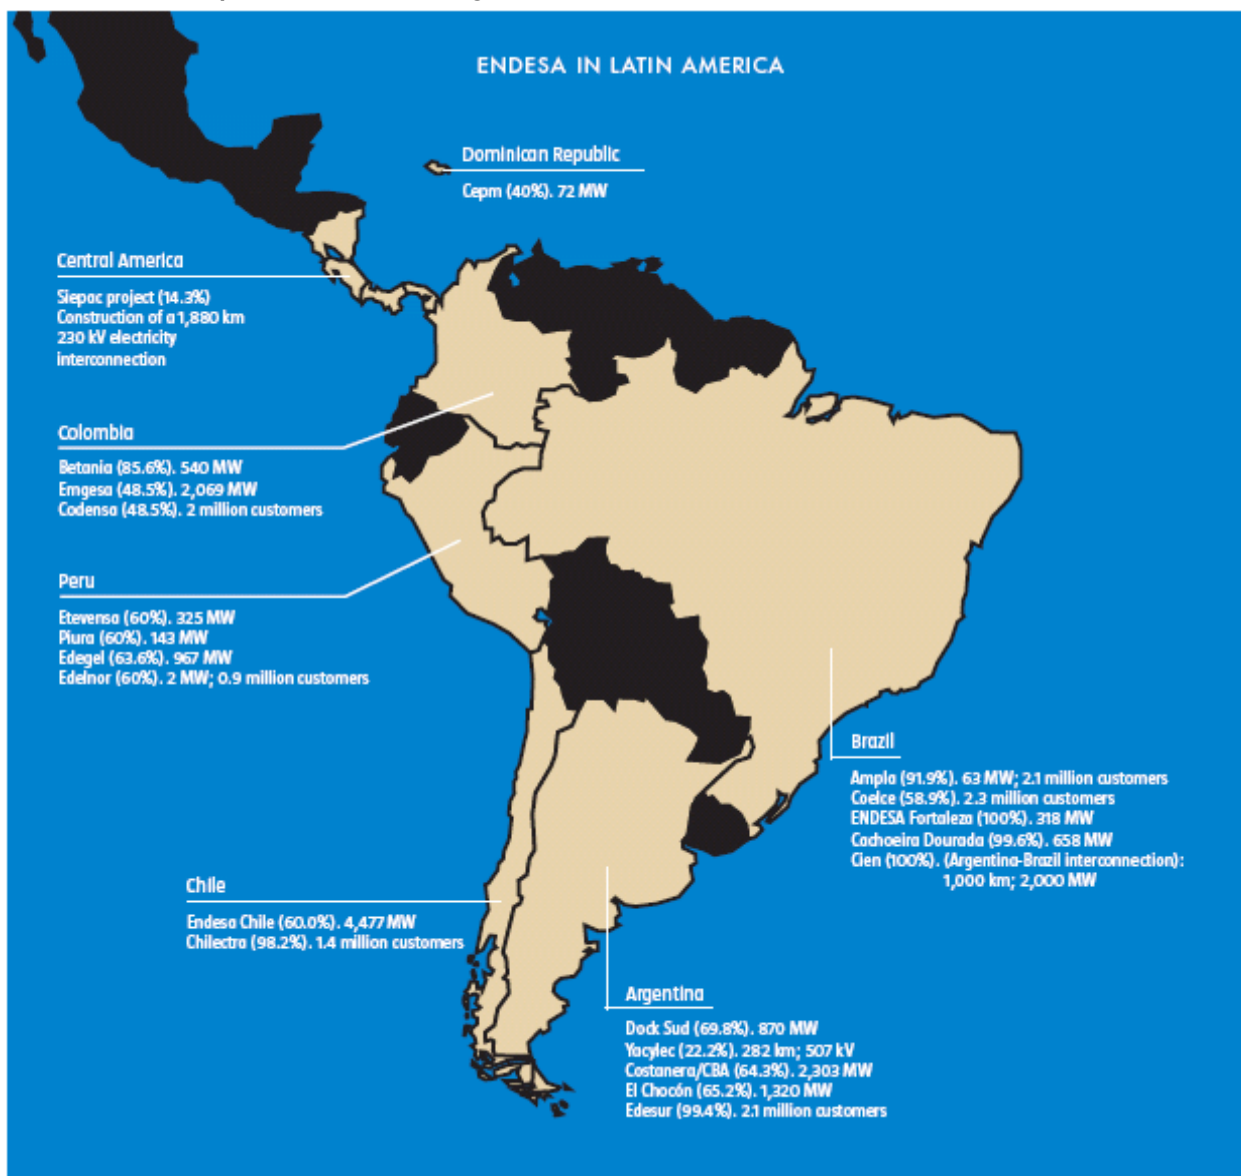 ENDESA IN LATIN AMERICA
Dominican Republic
Cepm (40%). 72 MW
Central America
Siepac project (14.3%)
Construction of a 1,880 km
230 kV electricity
interconnection
Colombia
Betania (85.6%). 540 MW
Emgesa (48.5%). 2,069 MW
Codensa (48.5%). 2 million customers
Peru
Etevensa (60%). 325 MW
Piura (60%). 143 MW
Edegel (63.6%). 967 MW
Edelnor (60%). 2 MW; 0.9 million customers
Brazil
Ampla (91.9%). 63 MW; 2.1 million customers
Coelce (58.9%). 2.3 million customers
ENDESA Fortaleza (100%). 318 MW
Cachoeira Dourada (99.6%). 658 MW
Cien (100%). (Argentina-Brazil interconnection):
1,000 km; 2,000 MW
Chile
Endesa Chile (60.0%). 4,477 MW
Chilectra (98.2%). 1.4 million customers
Argentina
Dock Sud (69.8%). 870 MW
Yacylec (22.2%). 282 km; 507 kV
Costanera/CBA (64.3%). 2,303 MW
El Chocón (65.2%). 1,320 MW
Edesur (99.4%). 2.1 million customers